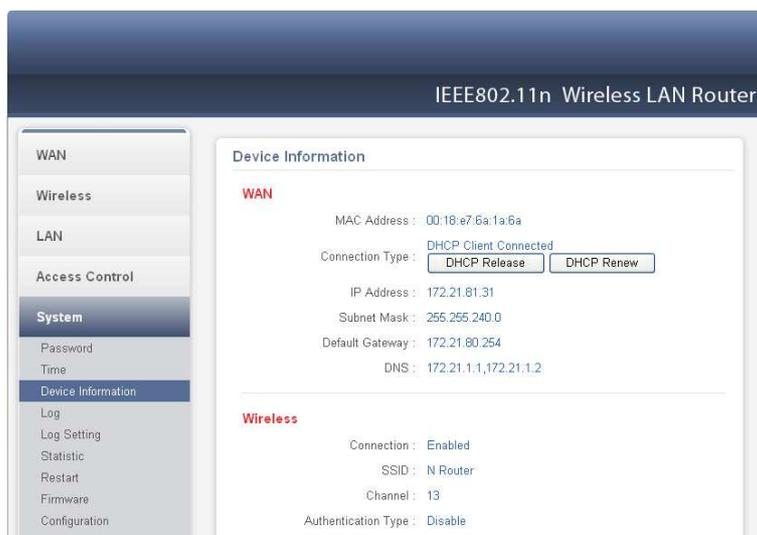 IEEE802.11n Wireless LAN Router
WAN
Wireless
LAN
Access Control
System
Password
Time
Device Information
Log
Log Setting
Statistic
Restart
Firmware
Configuration
Device Information
WAN
MAC Address : 00:18:e7:6a:1a:6a
Connection Type : DHCP Client Connected
DHCP Release DHCP Renew
IP Address : 172.21.81.31
Subnet Mask : 255.255.240.0
Default Gateway : 172.21.80.254
DNS : 172.21.1.1,172.21.1.2
Wireless
Connection : Enabled
SSID : N Router
Channel : 13
Authentication Type : Disable